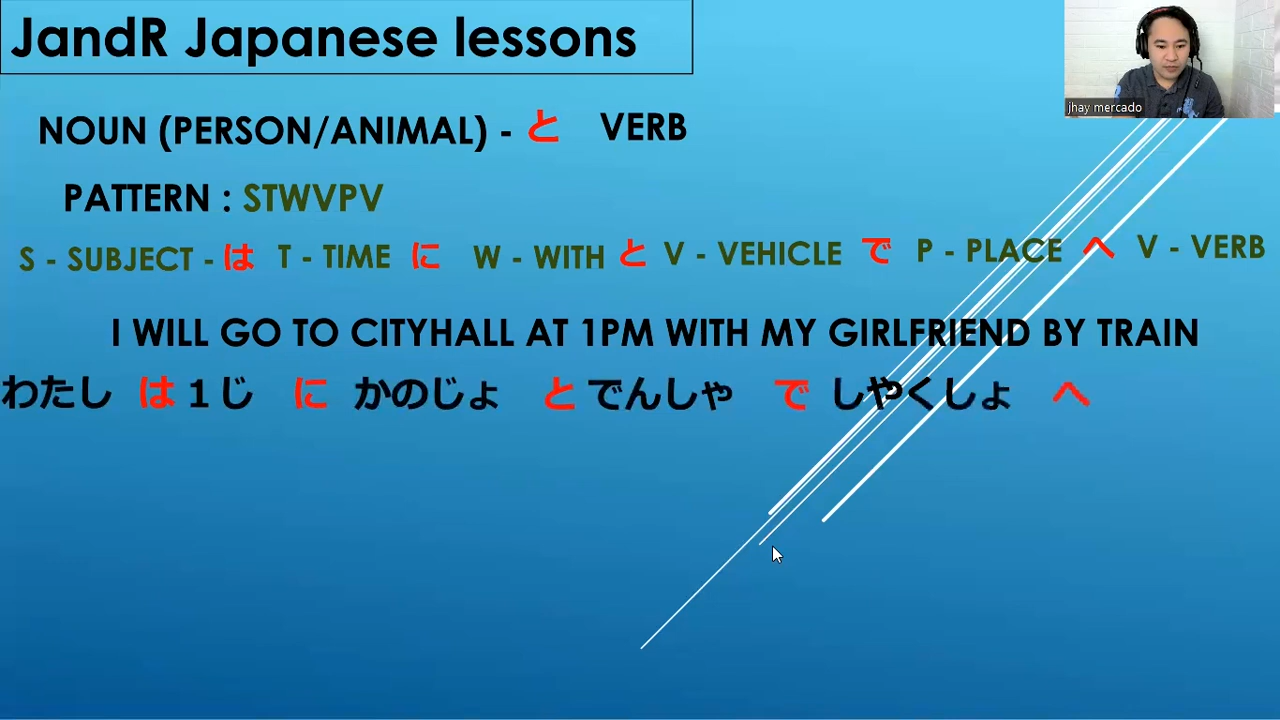 JandR Japanese lessons
jhay mercado
NOUN (PERSON/ANIMAL) - と VERB
PATTERN : STWVPV
S - SUBJECT - は T - TIME に W - WITH と V - VEHICLE で P - PLACE へ V - VERB
I WILL GO TO CITYHALL AT 1PM WITH MY GIRLFRIEND BY TRAIN
わたし は１じ に かのじょ とでんしゃ で しやくしょ へ